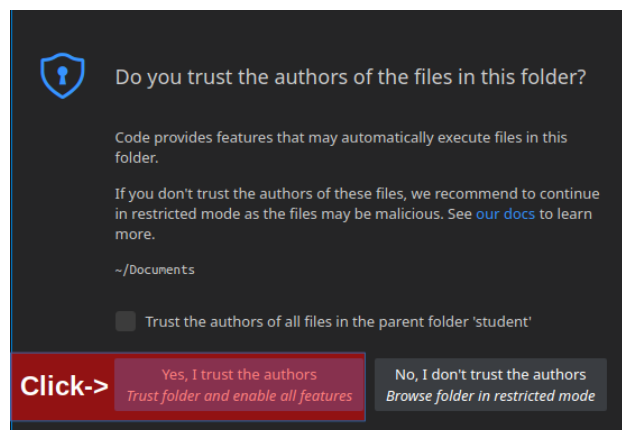 Do you trust the authors of the files in this folder?
Code provides features that may automatically execute files in this
folder.
If you don't trust the authors of these files, we recommend to continue
in restricted mode as the files may be malicious. See our docs to learn
more.
~/Documents
Trust the authors of all files in the parent folder 'student'
Click->
Yes, I trust the authors
Trust folder and enable all features
No, I don't trust the authors
Browse folder in restricted mode